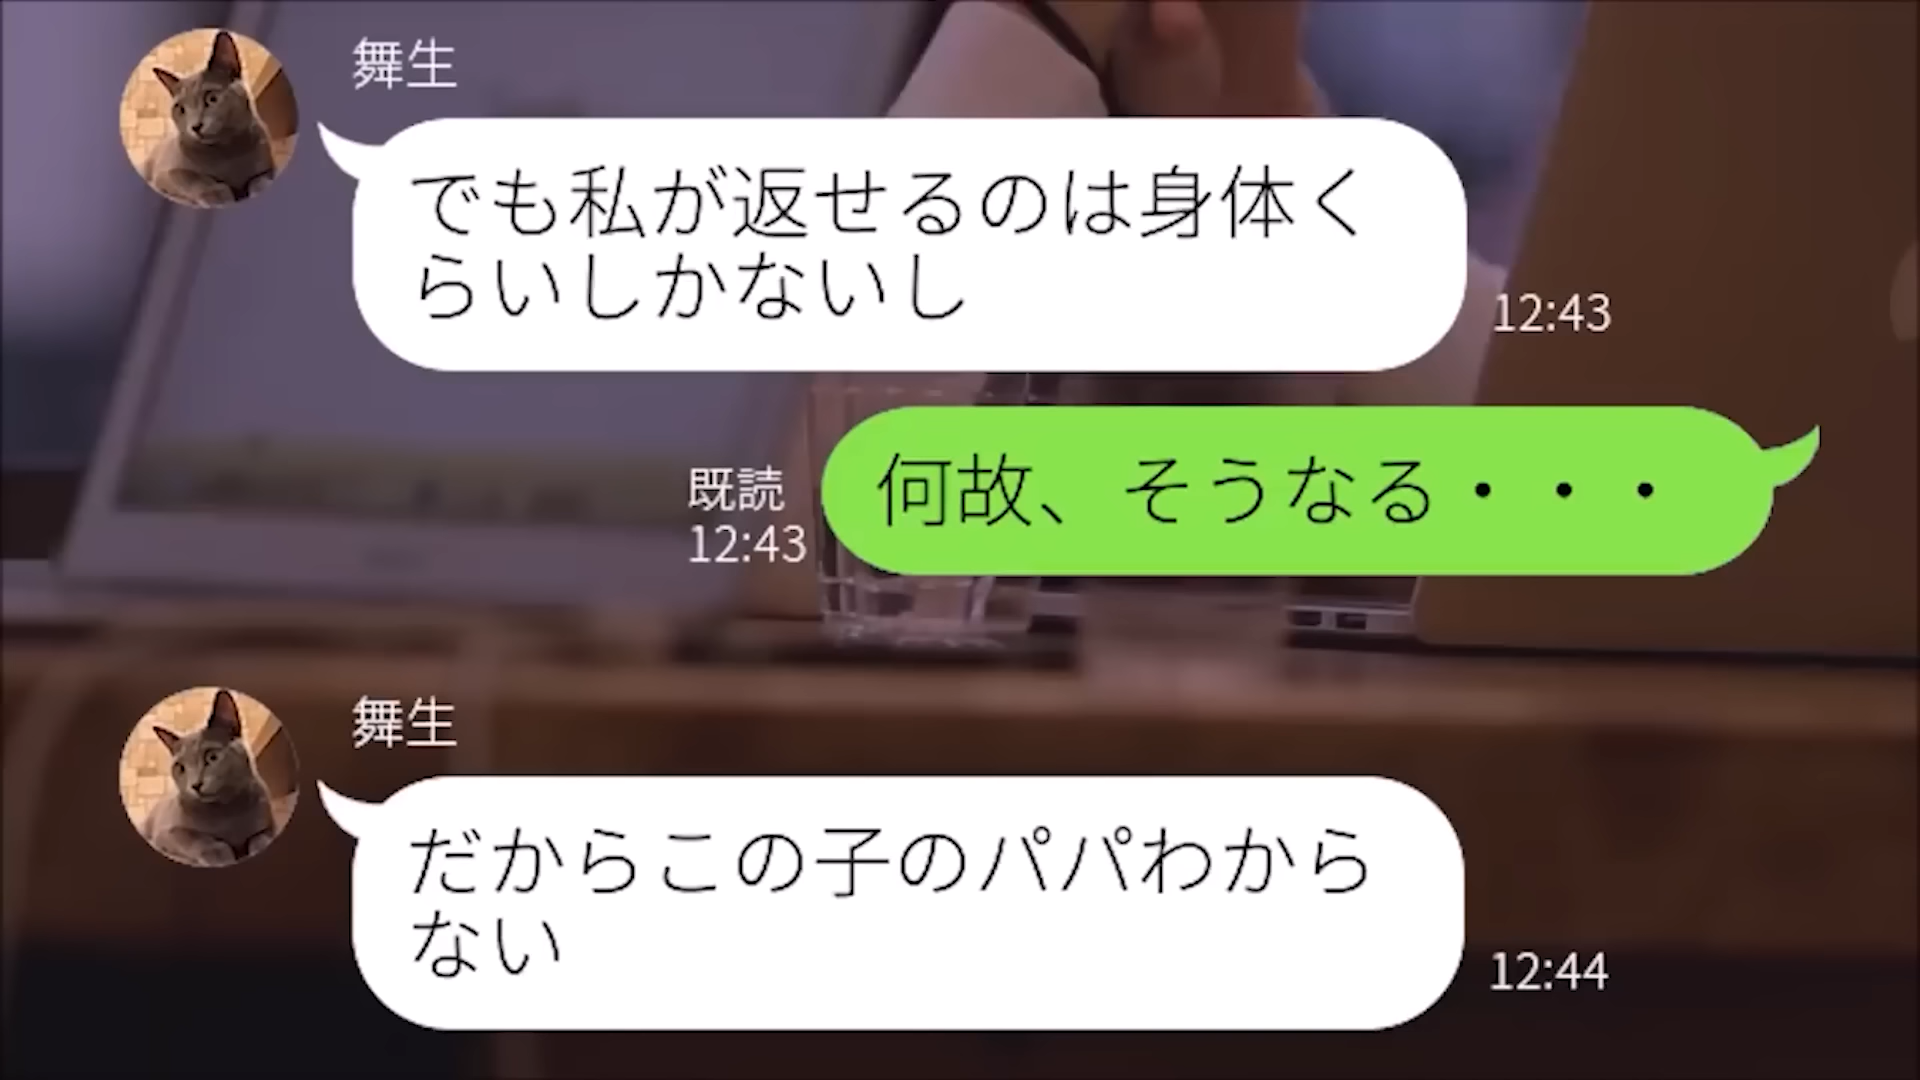 舞生
でも私が返せるのは身体く
らいしかないし
12:43
何故、そうなる・・・
既読
12:43
舞生
だからこの子のパパわから
ない
12:44